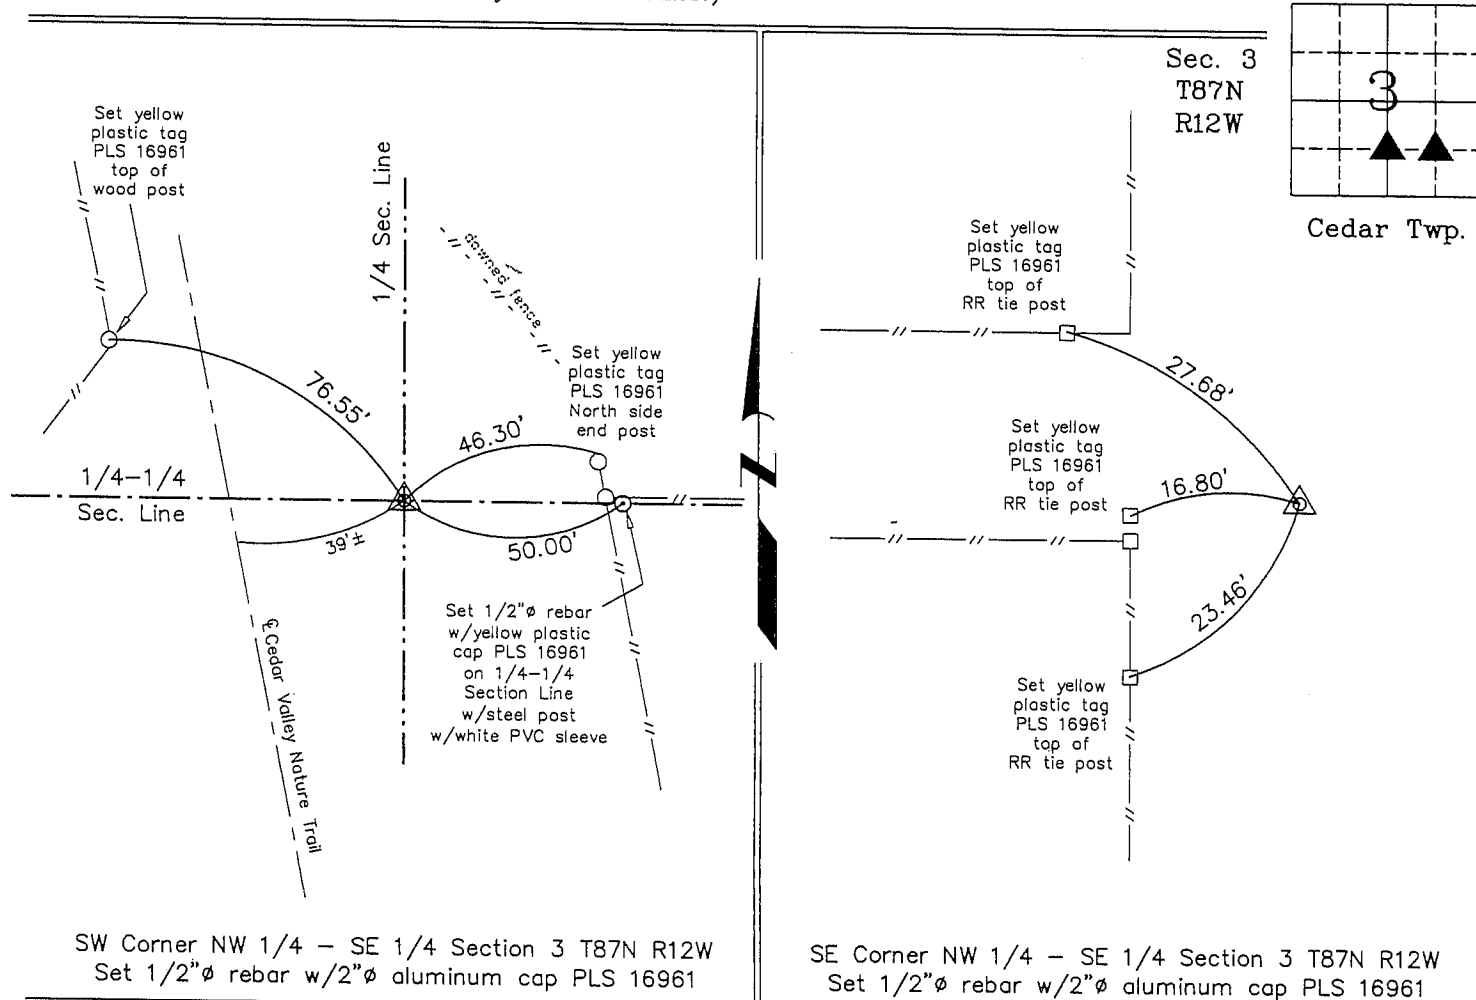 Sec. 3
T87N
R12W
3
Cedar Twp.
Set yellow
plastic tag
PLS 16961
top of
wood post
1/4 Sec. Line
downed fence
76.55'
46.30'
Set yellow
plastic tag
PLS 16961
North side
end post
1/4-1/4
Sec. Line
39'±
50.00'
Set 1/2"ø rebar
w/yellow plastic
cap PLS 16961
on 1/4-1/4
Section Line
w/steel post
w/white PVC sleeve
℄ Cedar Valley Nature Trail
SW Corner NW 1/4 – SE 1/4 Section 3 T87N R12W
Set 1/2"ø rebar w/2"ø aluminum cap PLS 16961
Set yellow
plastic tag
PLS 16961
top of
RR tie post
27.68'
Set yellow
plastic tag
PLS 16961
top of
RR tie post
16.80'
23.46'
Set yellow
plastic tag
PLS 16961
top of
RR tie post
SE Corner NW 1/4 – SE 1/4 Section 3 T87N R12W
Set 1/2"ø rebar w/2"ø aluminum cap PLS 16961